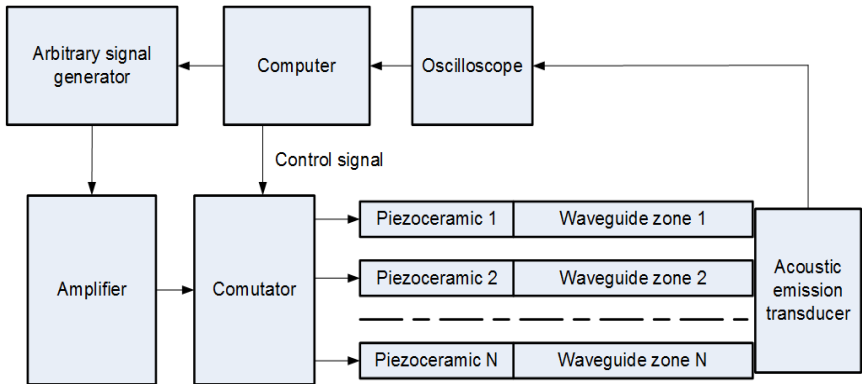 Arbitrary signal
generator
Computer
Oscilloscope
Control signal
Amplifier
Comutator
Piezoceramic 1
Waveguide zone 1
Piezoceramic 2
Waveguide zone 2
Piezoceramic N
Waveguide zone N
Acoustic
emission
transducer